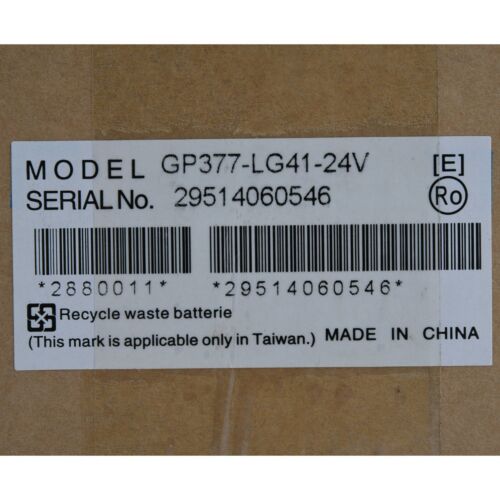 MODEL GP377-LG41-24V [E]
SERIAL No. 29514060546 Ro
*2880011* *29514060546*
Recycle waste batterie
(This mark is applicable only in Taiwan.) MADE IN CHINA